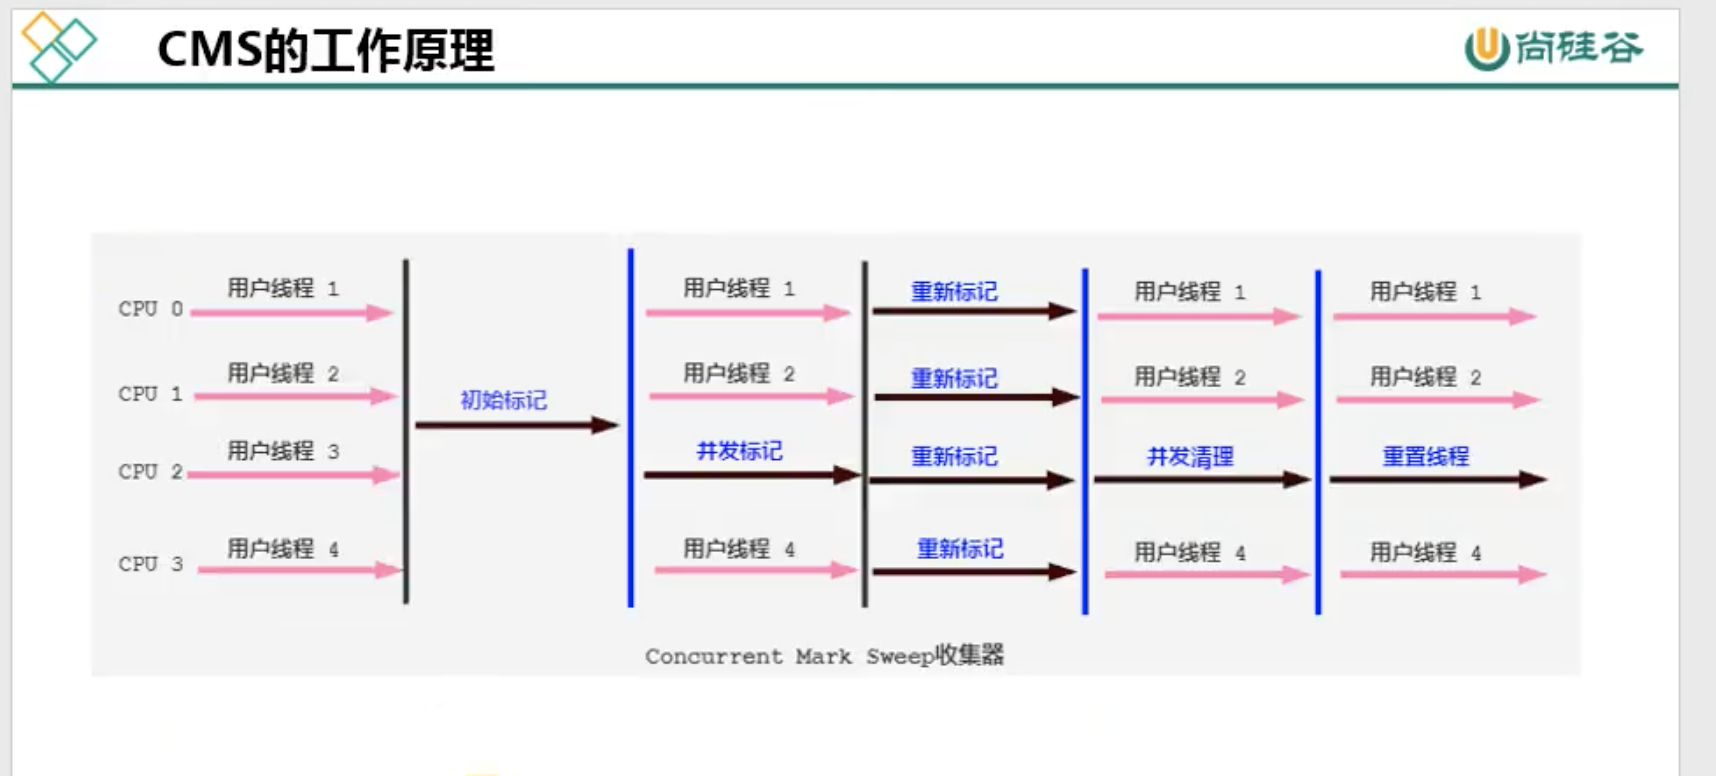 CMS的工作原理
尚硅谷
CPU 0 用户线程 1 用户线程 1 重新标记 用户线程 1 用户线程 1
CPU 1 用户线程 2 用户线程 2 重新标记 用户线程 2 用户线程 2
初始标记
CPU 2 用户线程 3 并发标记 重新标记 并发清理 重置线程
CPU 3 用户线程 4 用户线程 4 重新标记 用户线程 4 用户线程 4
Concurrent Mark Sweep收集器